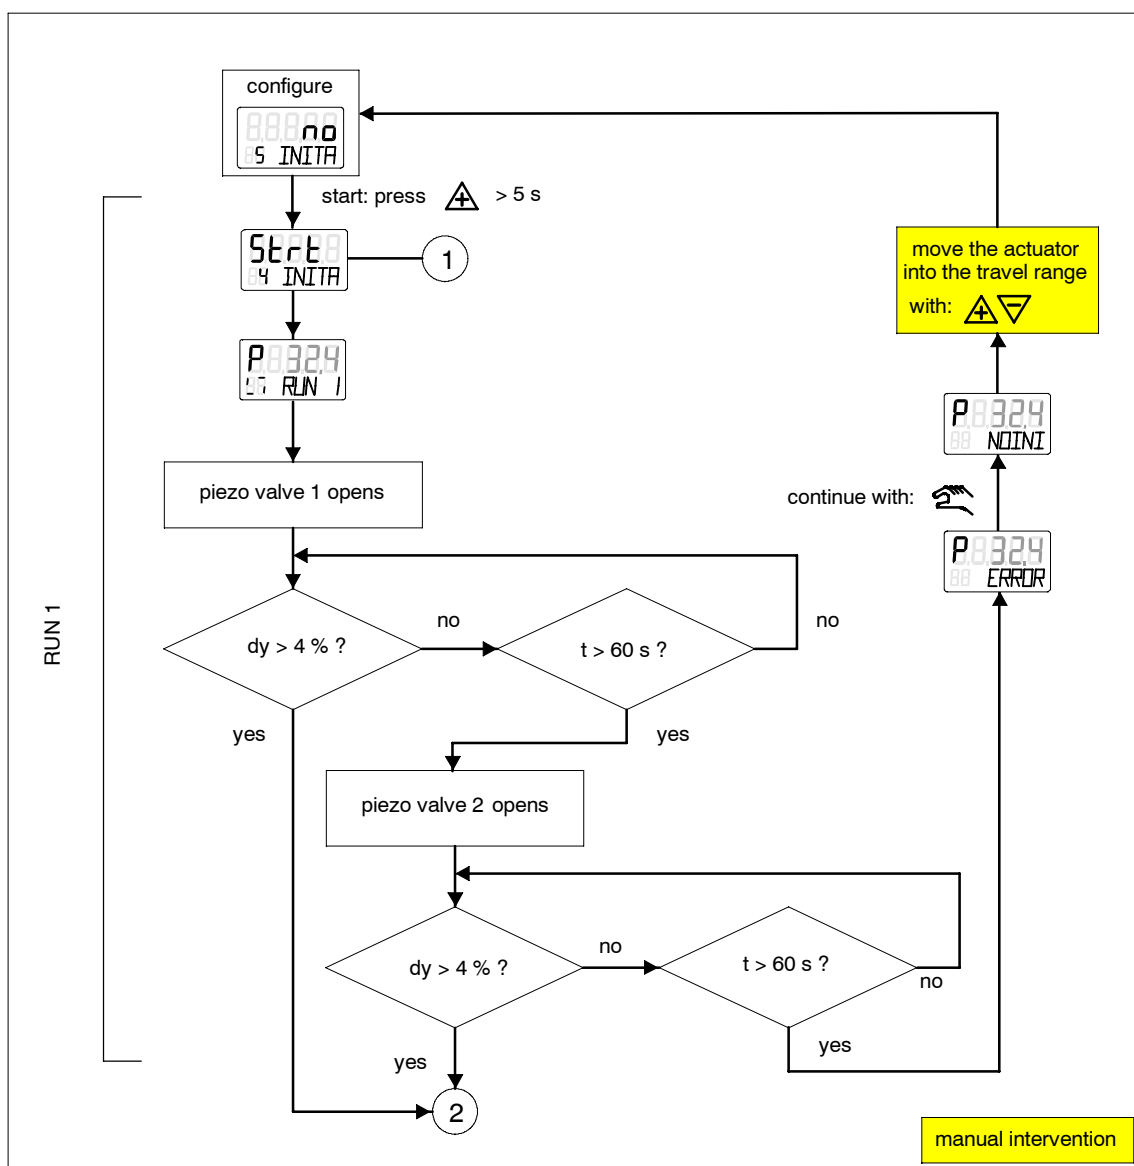 configure
no
5 INITA
start: press + > 5 s
Strt
4 INITA
1
move the actuator
into the travel range
with: + −
P 32.4
RUN 1
P 32.4
NOINI
piezo valve 1 opens
continue with:
P 32.4
ERROR
RUN 1
dy > 4 % ?
no
t > 60 s ?
no
yes
yes
piezo valve 2 opens
dy > 4 % ?
no
t > 60 s ?
no
yes
yes
2
manual intervention